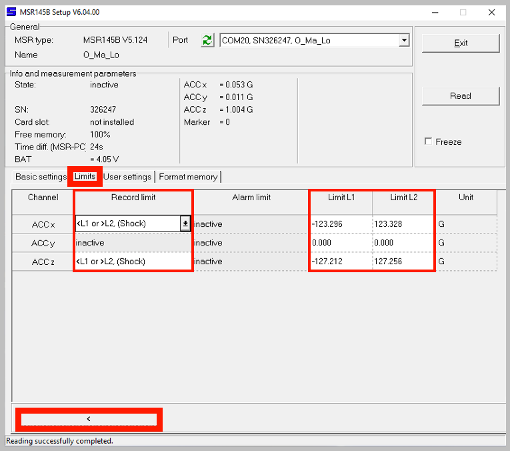 MSR145B Setup V6.04.00
General
MSR type: MSR145B V5.124 Port COM20, SN326247, O_Ma_Lo
Name O_Ma_Lo
Exit
Info and measurement parameters
State: inactive ACC x = 0.053 G
ACC y = 0.011 G
Read
SN: 326247 ACC z = 1.004 G
Card slot: not installed Marker = 0
Free memory: 100%
Time diff. (MSR-PC) 24s
Freeze
BAT = 4.05 V
Basic settings Limits User settings Format memory
Channel Record limit Alarm limit Limit L1 Limit L2 Unit
ACC x <L1 or >L2, (Shock) inactive -123.296 123.328 G
ACC y inactive inactive 0.000 0.000 G
ACC z <L1 or >L2, (Shock) inactive -127.212 127.256 G
<
Reading successfully completed.